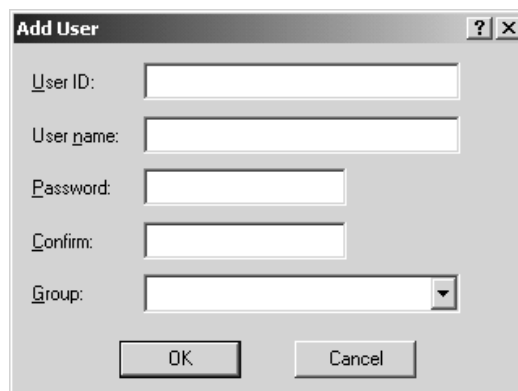 Add User
User ID:
User name:
Password:
Confirm:
Group:
OK Cancel